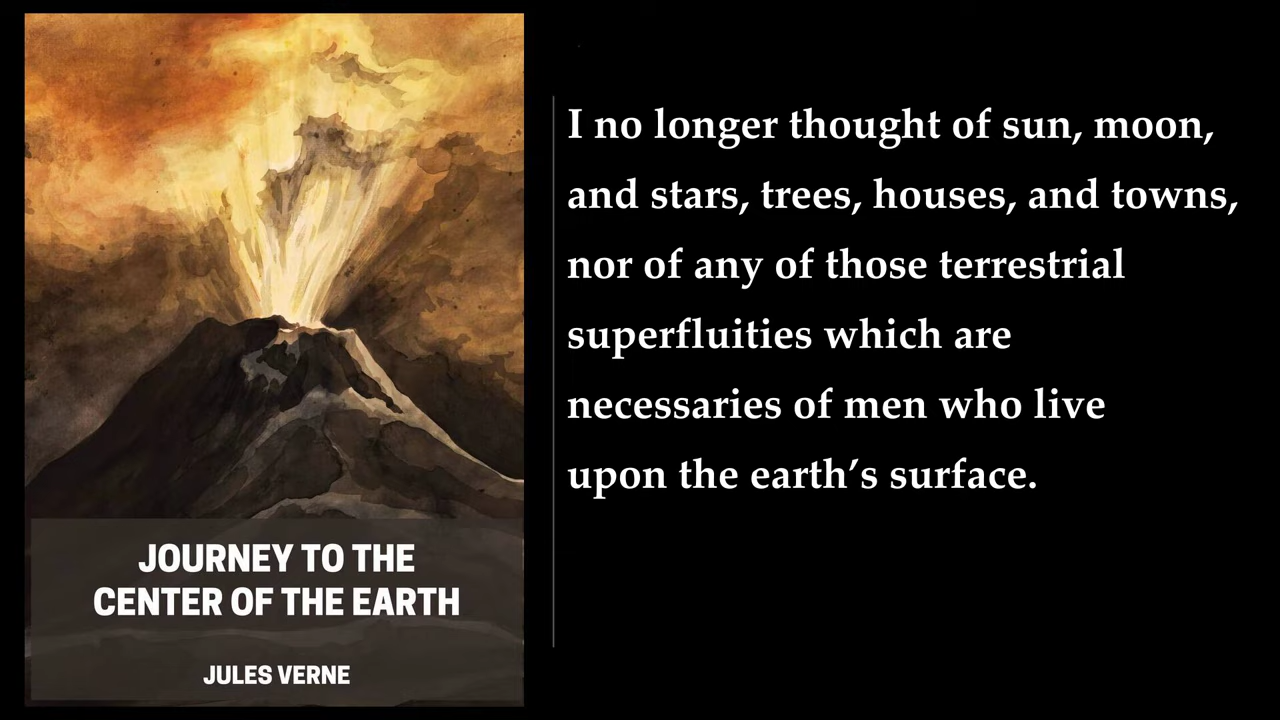 I no longer thought of sun, moon,
and stars, trees, houses, and towns,
nor of any of those terrestrial
superfluities which are
necessaries of men who live
upon the earth’s surface.
JOURNEY TO THE
CENTER OF THE EARTH
JULES VERNE